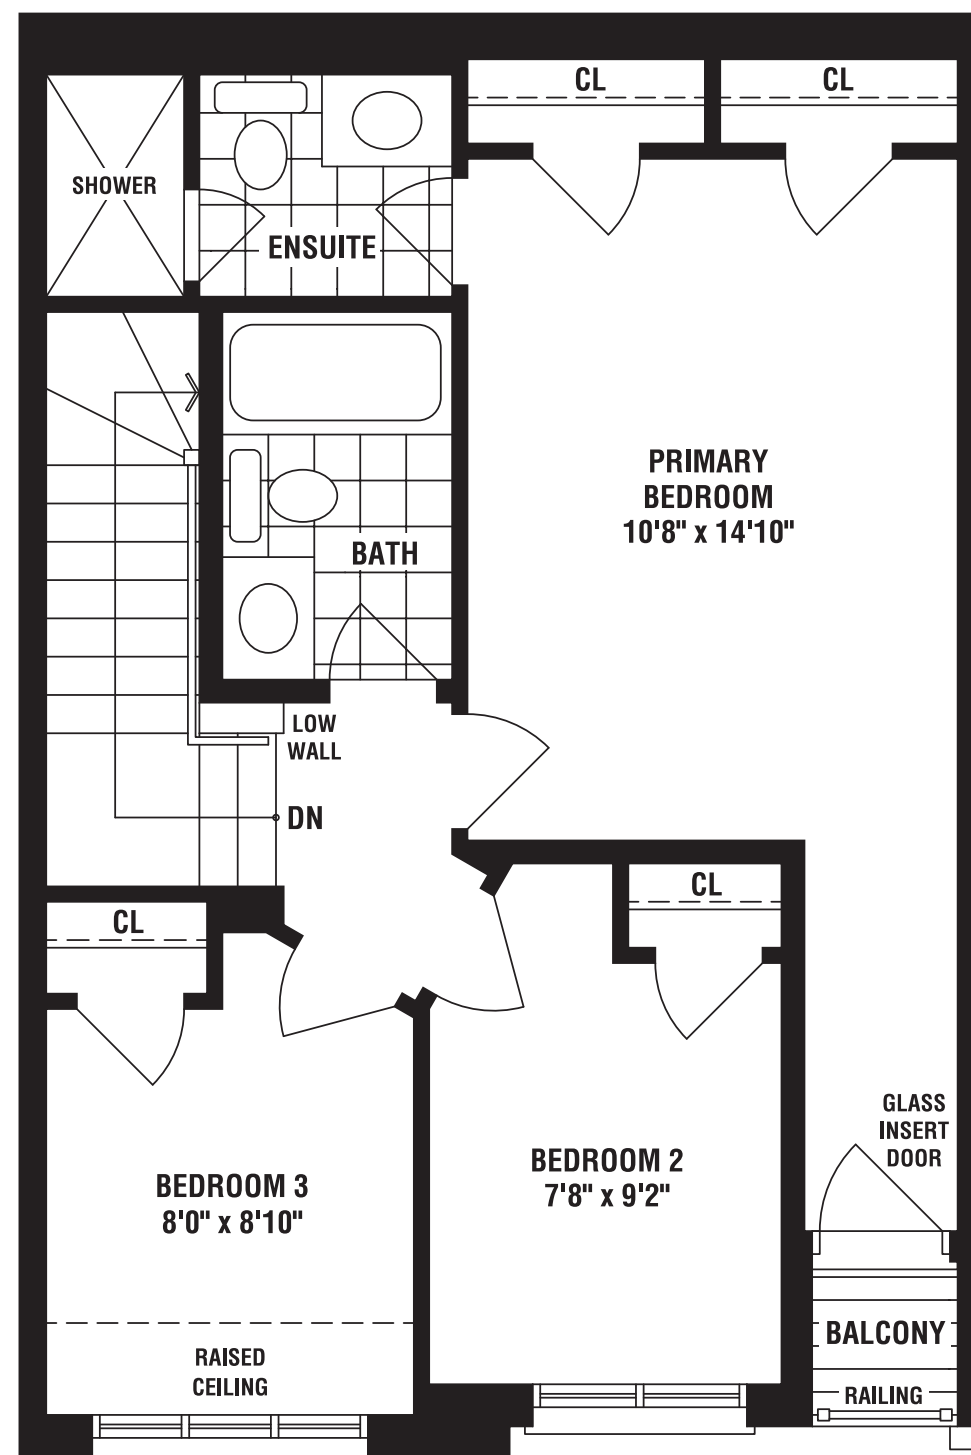 CL
CL
SHOWER
ENSUITE
PRIMARY
BEDROOM
10'8" x 14'10"
BATH
LOW
WALL
DN
CL
CL
GLASS
INSERT
DOOR
BEDROOM 2
7'8" x 9'2"
BEDROOM 3
8'0" x 8'10"
BALCONY
RAISED
CEILING
RAILING